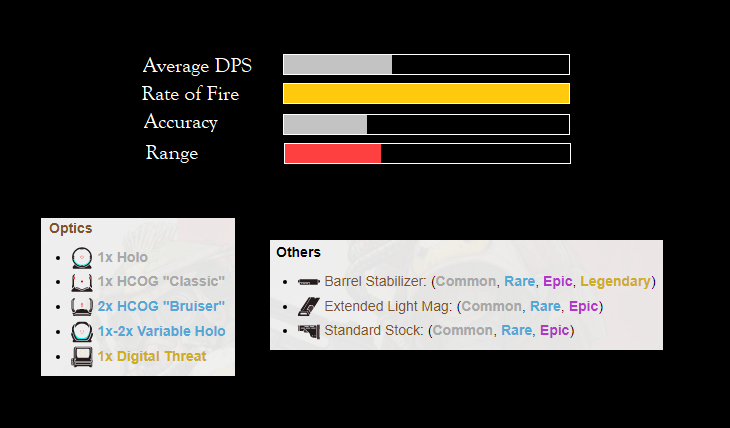 Average DPS
Rate of Fire
Accuracy
Range
Optics
1x Holo
1x HCOG "Classic"
2x HCOG "Bruiser"
1x-2x Variable Holo
1x Digital Threat
Others
Barrel Stabilizer: (Common, Rare, Epic, Legendary)
Extended Light Mag: (Common, Rare, Epic)
Standard Stock: (Common, Rare, Epic)